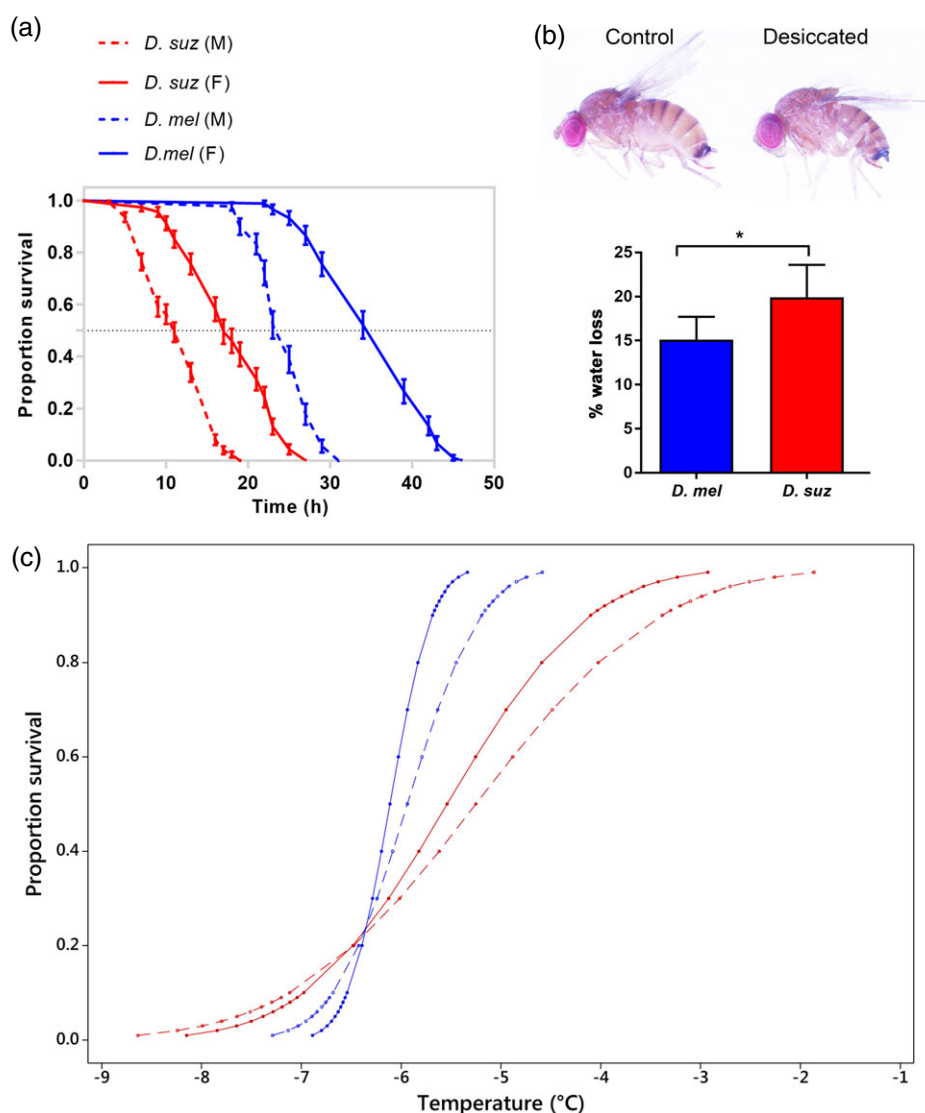 (a)
D. suz (M)
D. suz (F)
D. mel (M)
D.mel (F)
1.0
0.8
0.6
0.4
0.2
0.0
Proportion survival
0 10 20 30 40 50
Time (h)
(b)
Control Desiccated
*
25
20
15
10
5
0
% water loss
D. mel D. suz
(c)
1.0
0.8
0.6
0.4
0.2
0.0
Proportion survival
-9 -8 -7 -6 -5 -4 -3 -2 -1
Temperature (°C)